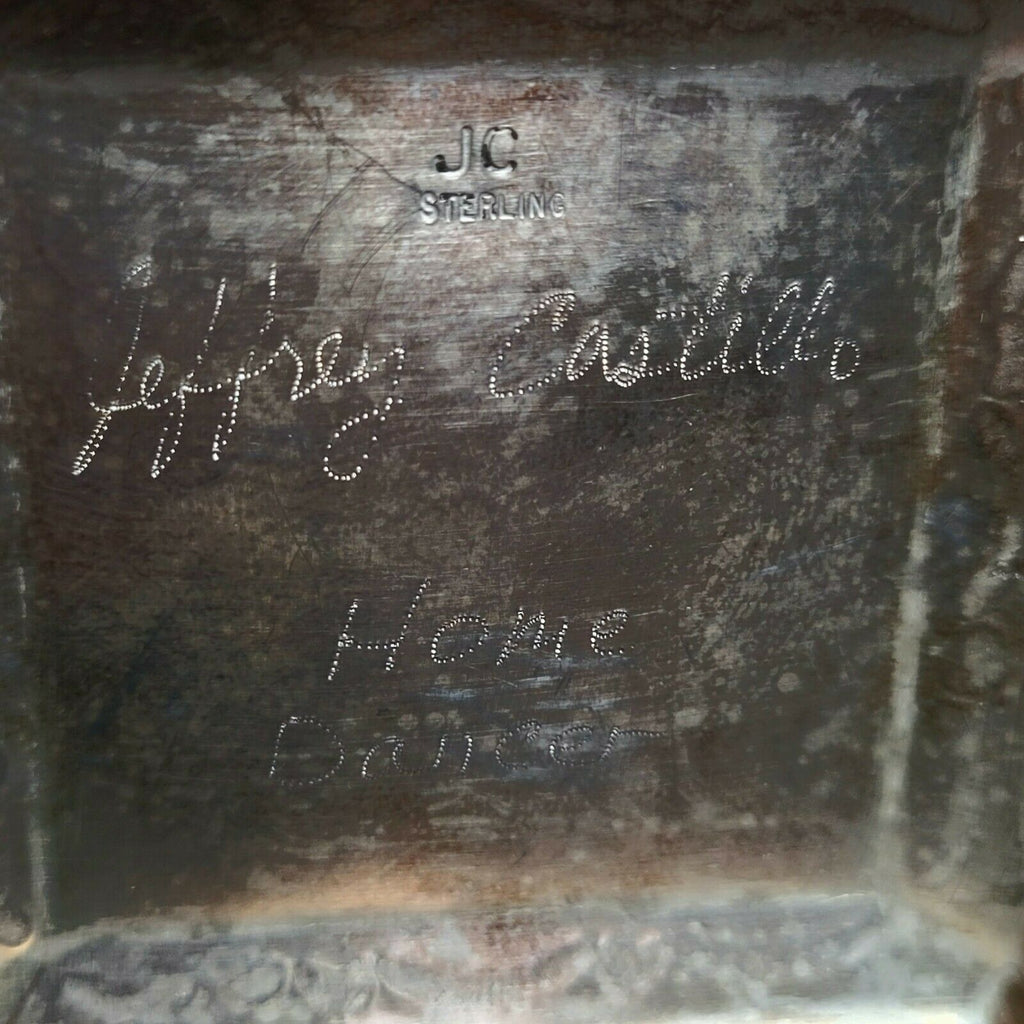 JC
STERLING
Jeffrey Castillo
Home
Dancer